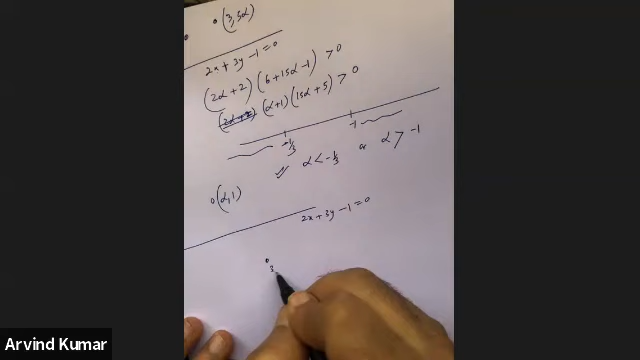 (3, 5α)
2x + 3y - 1 = 0
(2α + 2) (6 + 15α - 1) > 0
(α + 1) (15α + 5) > 0
-1/3 -1
α < -1/3 or α > -1
(α, 1)
2x + 3y - 1 = 0
3
Arvind Kumar